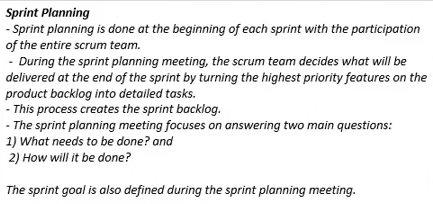 Sprint Planning
- Sprint planning is done at the beginning of each sprint with the participation
of the entire scrum team.
- During the sprint planning meeting, the scrum team decides what will be
delivered at the end of the sprint by turning the highest priority features on the
product backlog into detailed tasks.
- This process creates the sprint backlog.
- The sprint planning meeting focuses on answering two main questions:
1) What needs to be done? and
2) How will it be done?
The sprint goal is also defined during the sprint planning meeting.